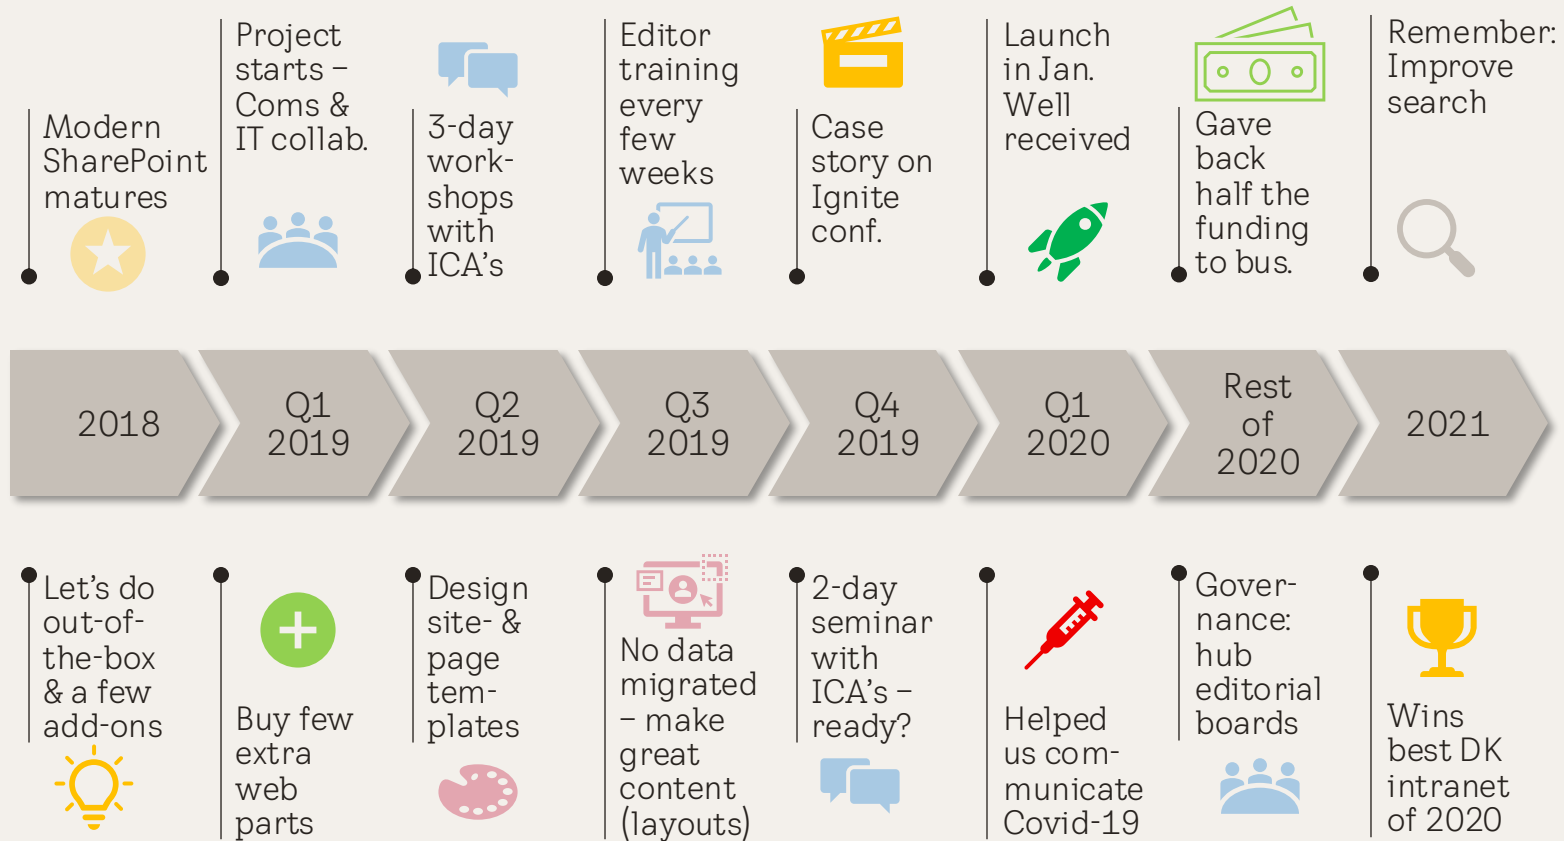 Modern
SharePoint
matures
Project
starts –
Coms &
IT collab.
3-day
work-
shops
with
ICA's
Editor
training
every
few
weeks
Case
story on
Ignite
conf.
Launch
in Jan.
Well
received
Gave
back
half the
funding
to bus.
Remember:
Improve
search
2018
Q1
2019
Q2
2019
Q3
2019
Q4
2019
Q1
2020
Rest
of
2020
2021
Let's do
out-of-
the-box
& a few
add-ons
Buy few
extra
web
parts
Design
site- &
page
tem-
plates
No data
migrated
– make
great
content
(layouts)
2-day
seminar
with
ICA's –
ready?
Helped
us com-
municate
Covid-19
Gover-
nance:
hub
editorial
boards
Wins
best DK
intranet
of 2020